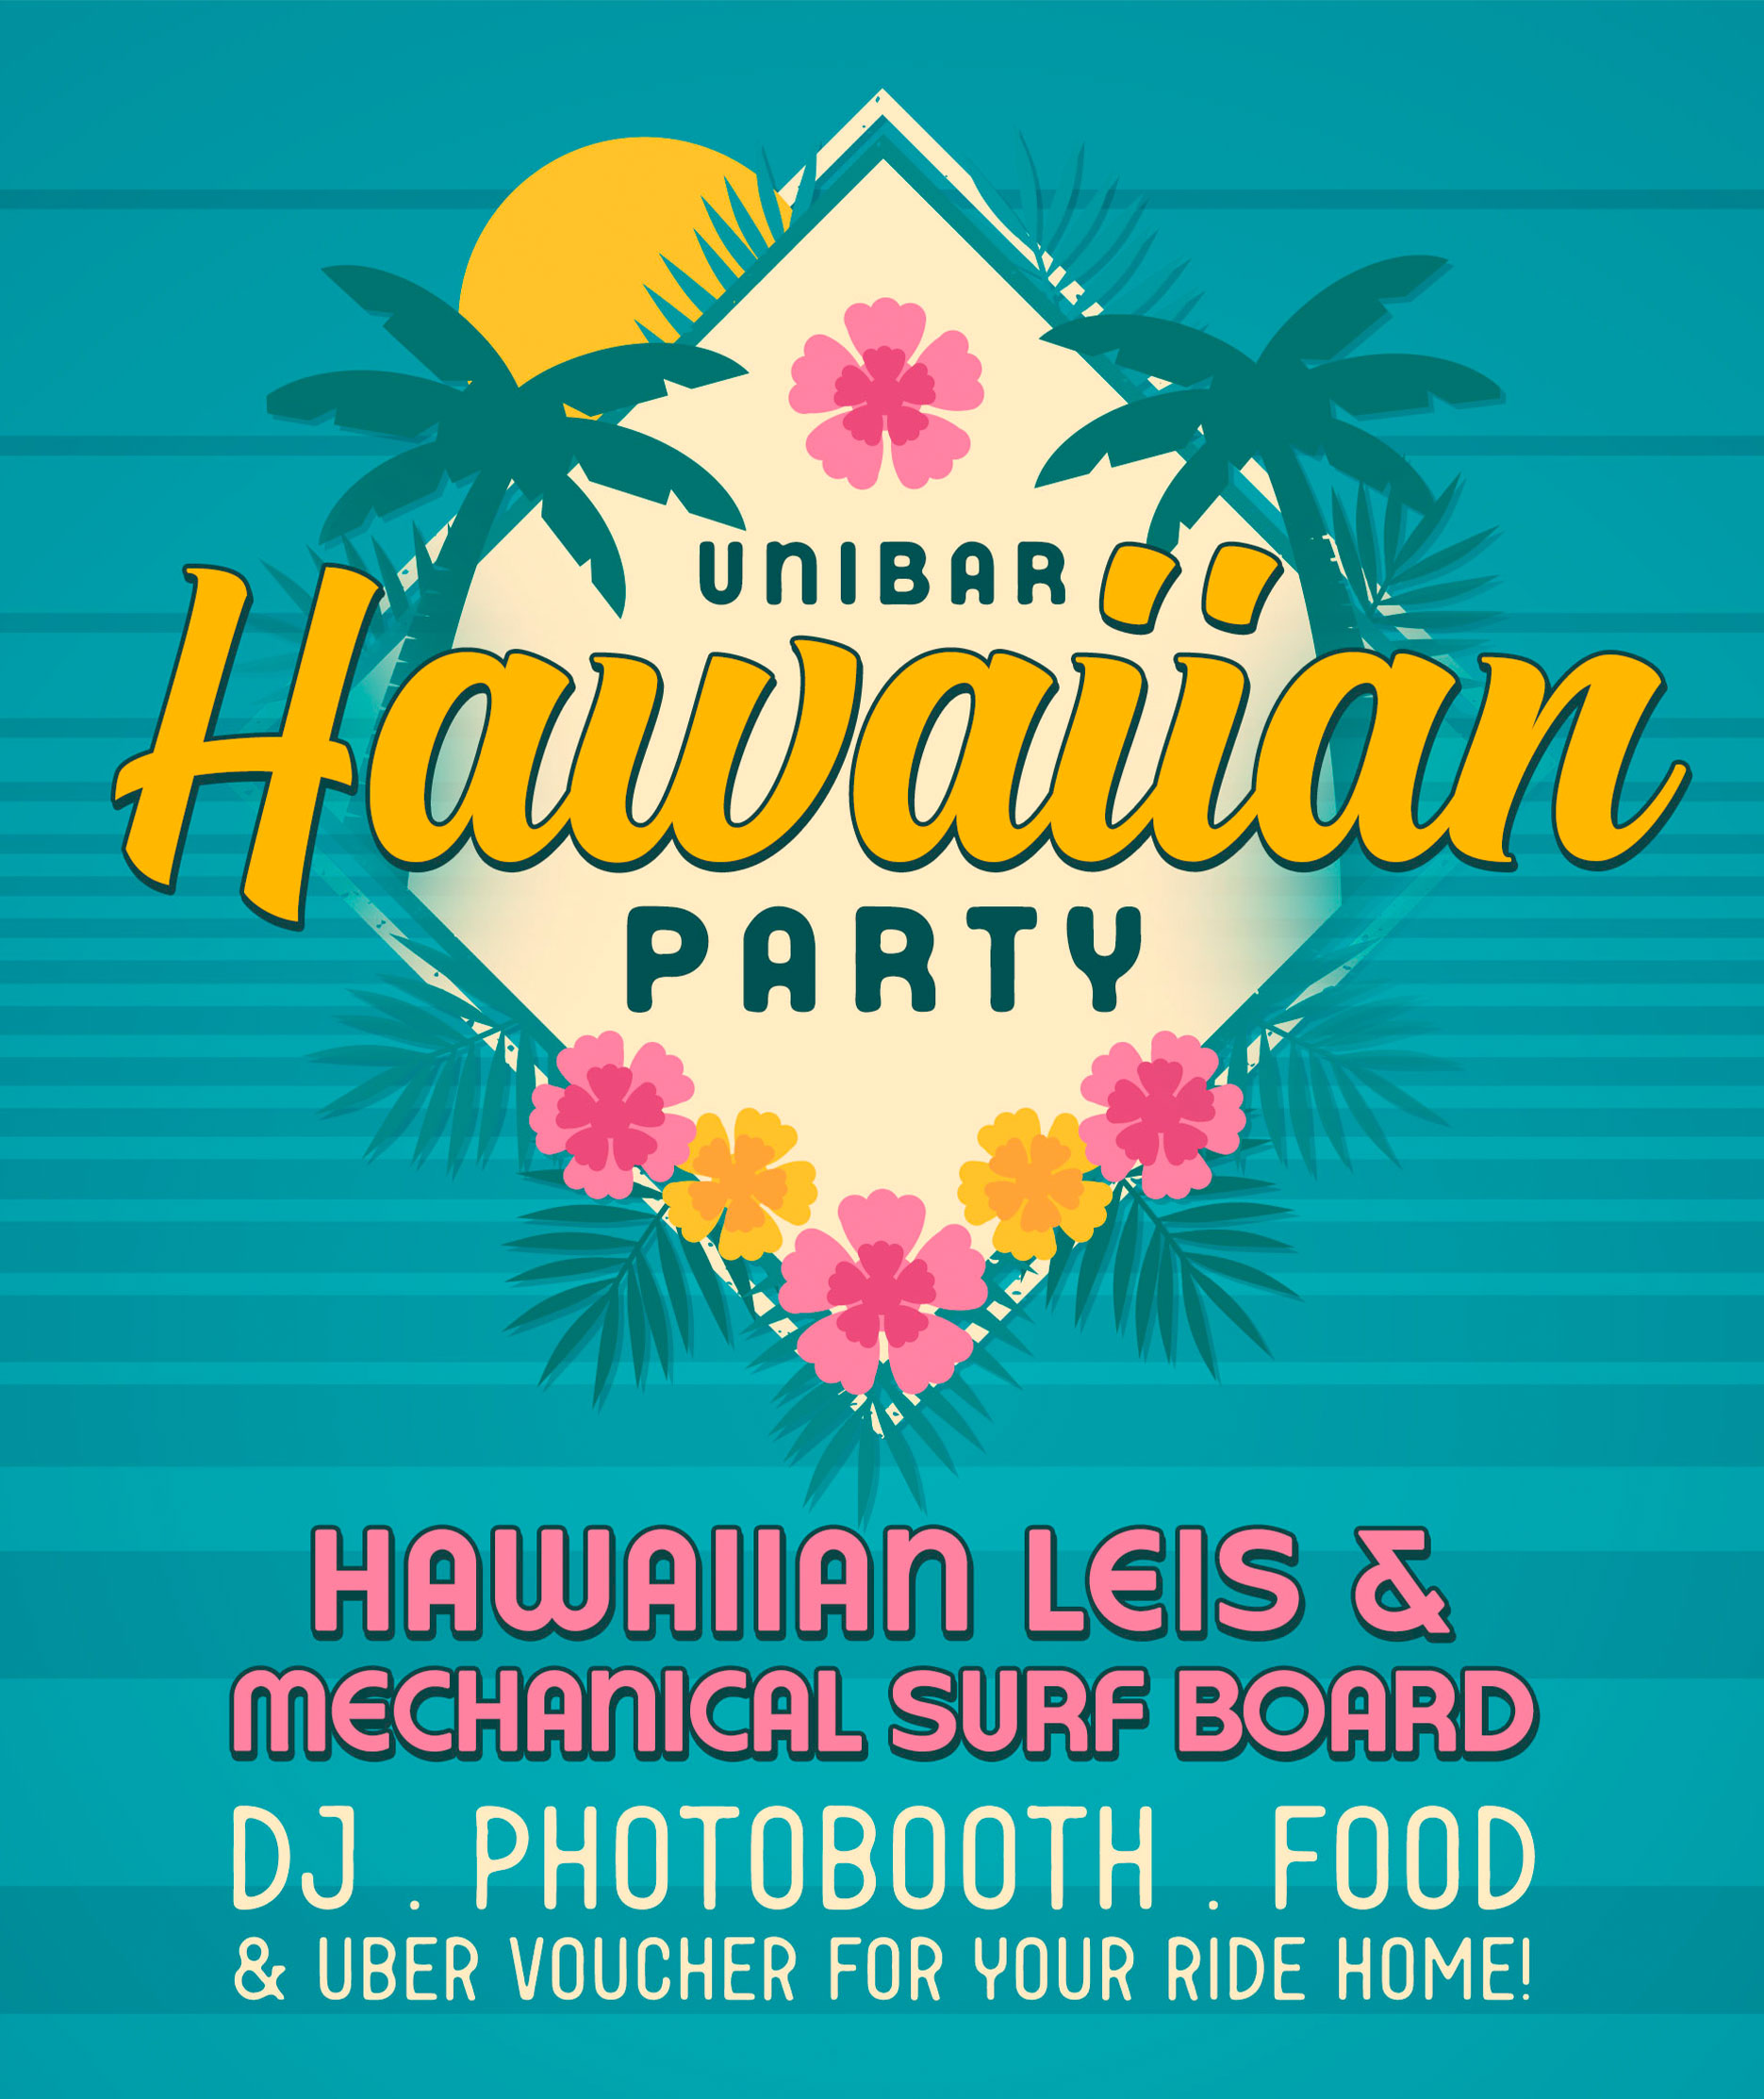 UNIBAR
Hawaiian
PARTY
HAWAIIAN LEIS &
MECHANICAL SURF BOARD
DJ . PHOTOBOOTH . FOOD
& UBER VOUCHER FOR YOUR RIDE HOME!